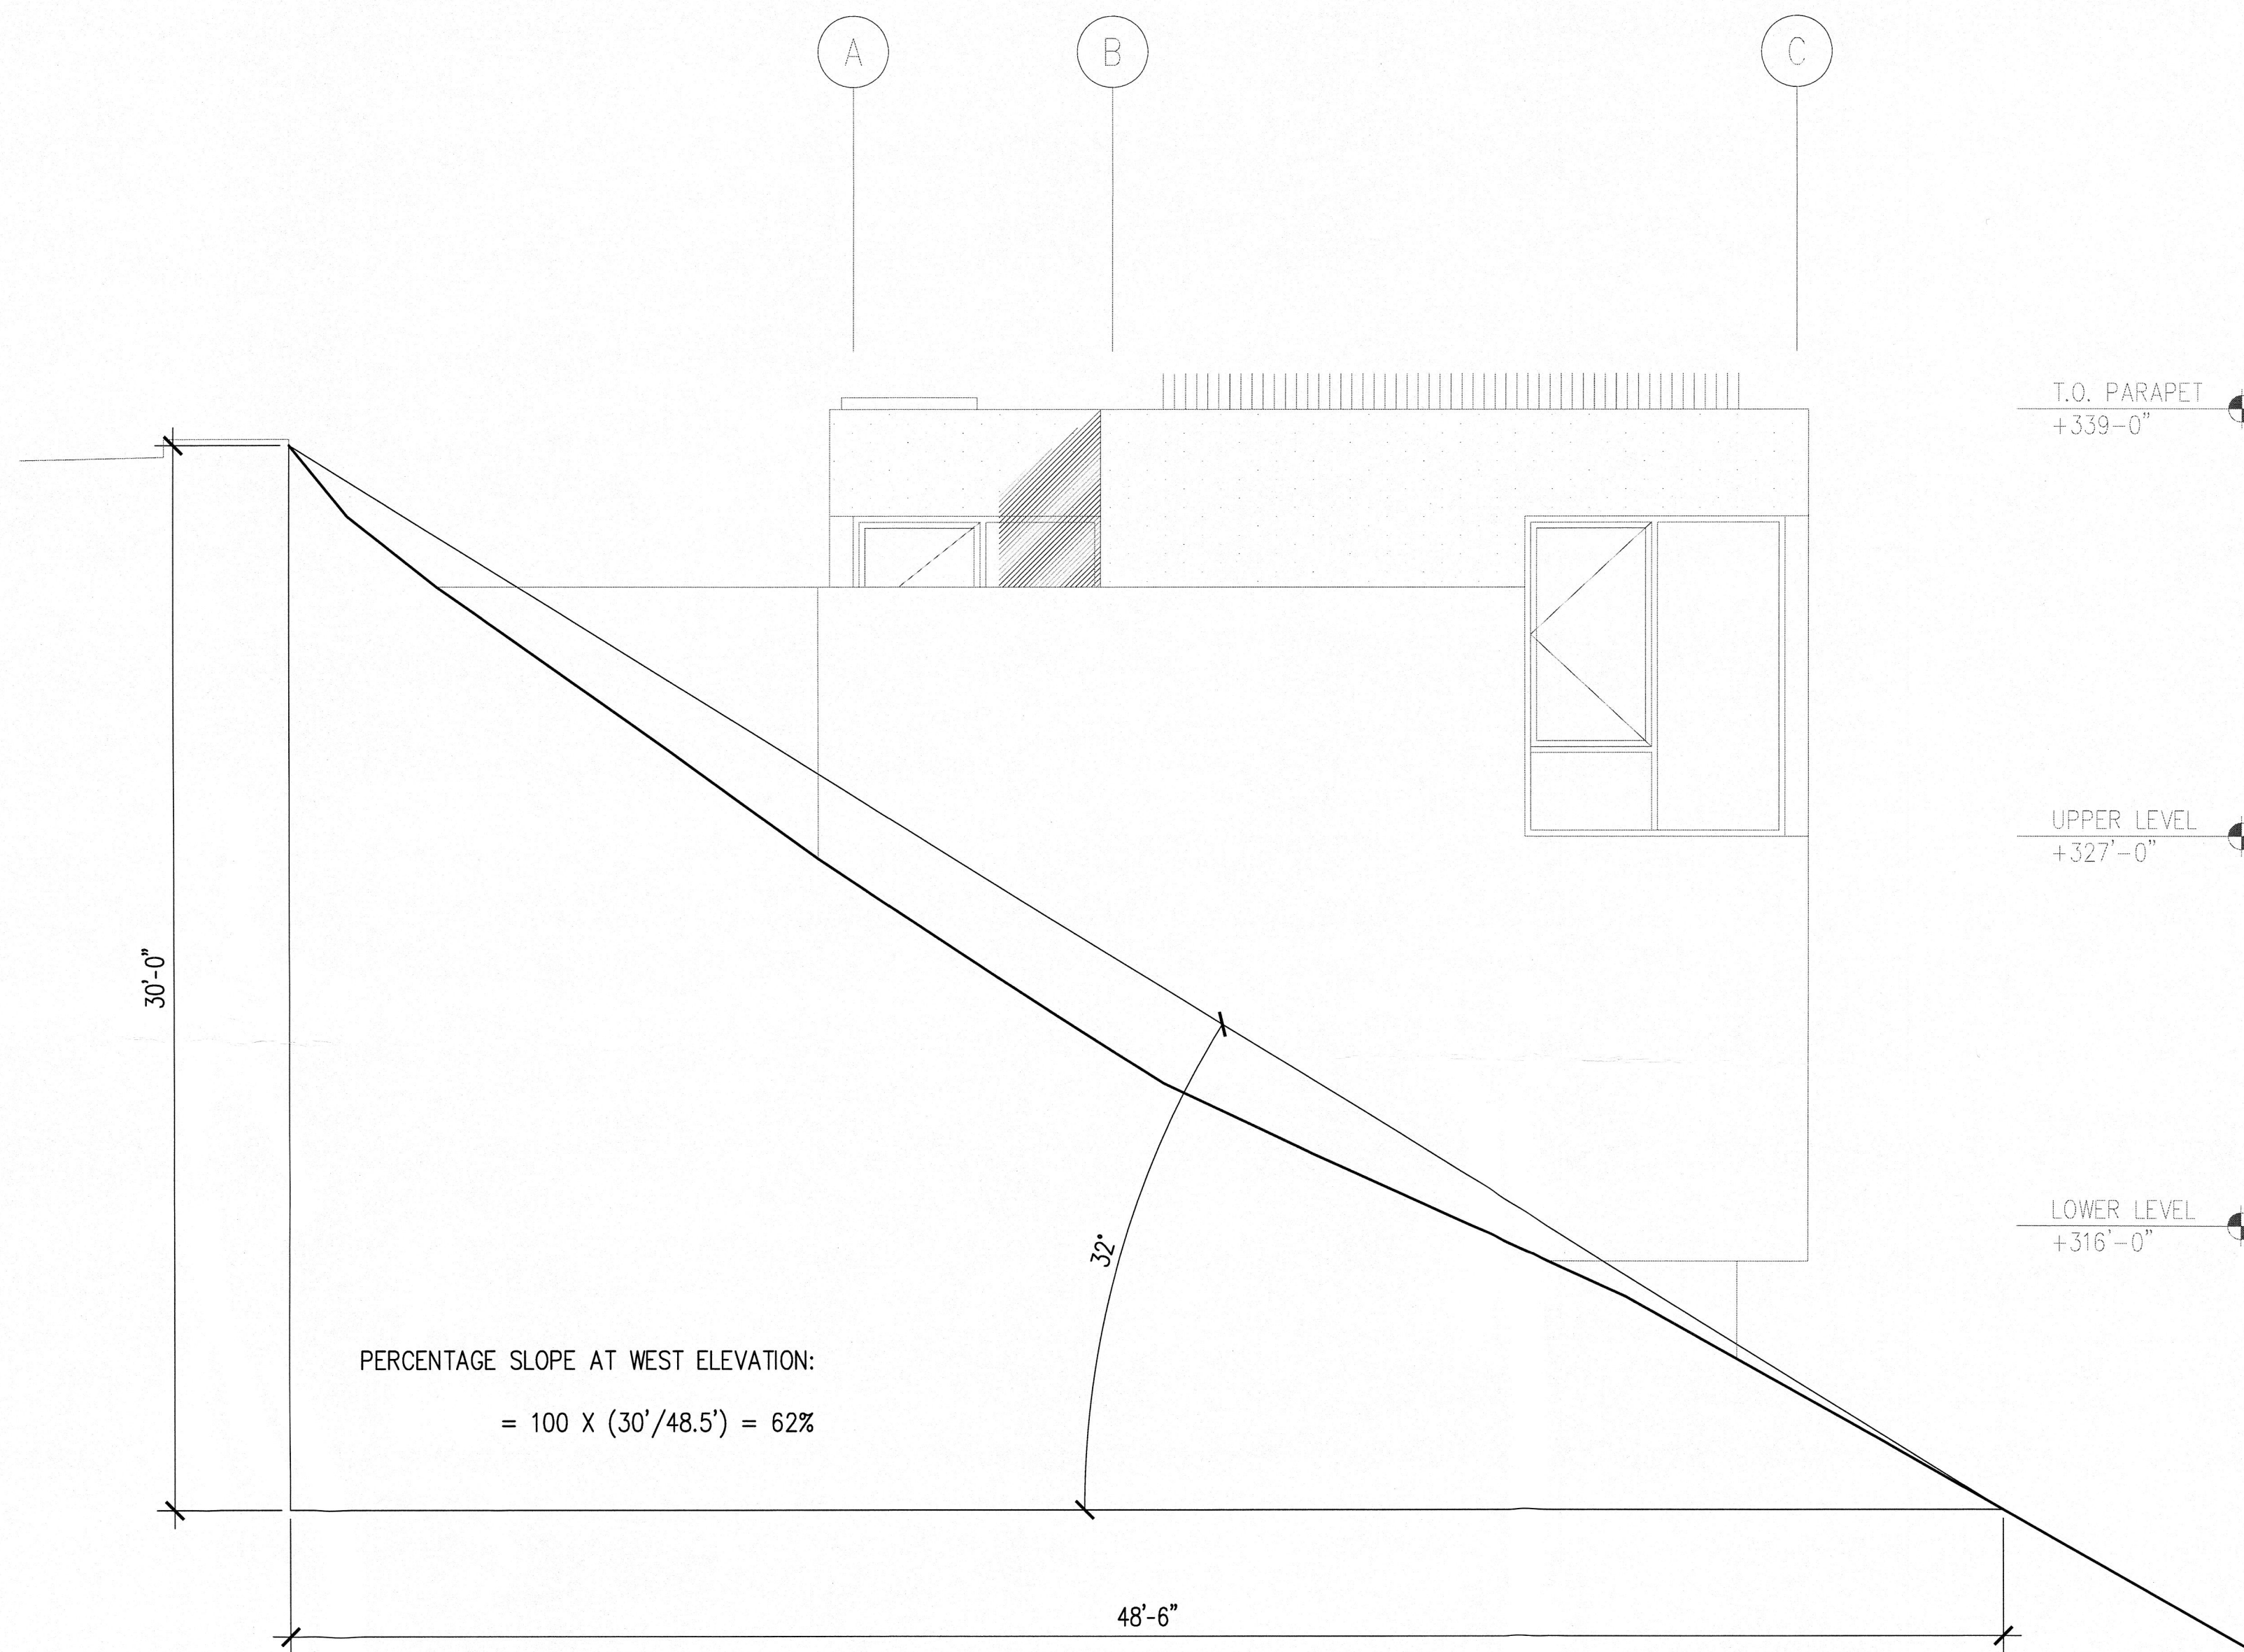 A
B
C
T.O. PARAPET
+339-0"
UPPER LEVEL
+327'-0"
30'-0"
LOWER LEVEL
+316'-0"
32°
PERCENTAGE SLOPE AT WEST ELEVATION:
= 100 X (30'/48.5') = 62%
48'-6"